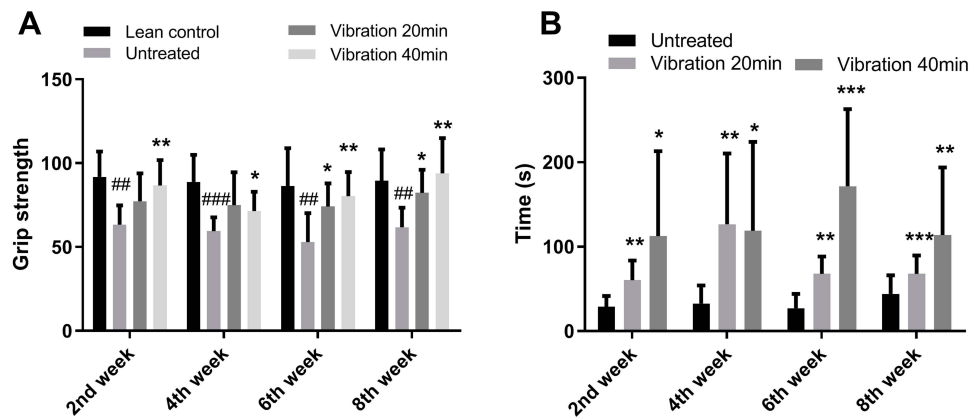 A
Lean control
Vibration 20min
Untreated
Vibration 40min
Grip strength
150
100
50
0
##
**
###
*
##
*
**
##
*
**
2nd week
4th week
6th week
8th week
B
Untreated
Vibration 20min
Vibration 40min
Time (s)
300
200
100
0
**
*
**
*
**
***
***
**
2nd week
4th week
6th week
8th week